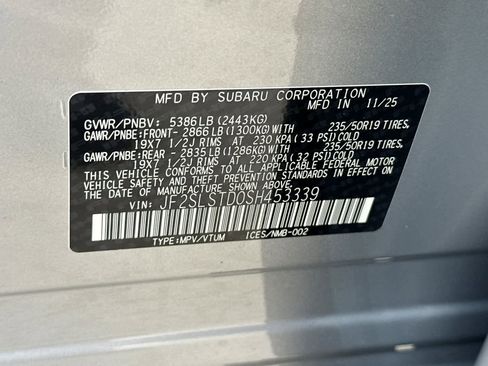 MFD BY SUBARU CORPORATION
MFD/FAB IN 11/25
GVWR/PNBV: 5386LB(2443KG)
GAWR/PNBE:FRONT- 2866LB(1300KG)WITH 235/50R19 TIRES,
19X7 1/2J RIMS AT 230 KPA(33 PSI)COLD
GAWR/PNBE:REAR - 2835LB(1286KG)WITH 235/50R19 TIRES,
19X7 1/2J RIMS AT 220 KPA(32 PSI)COLD
THIS VEHICLE CONFORMS TO ALL APPLICABLE FEDERAL MOTOR
VEHICLE SAFETY AND THEFT PREVENTION STANDARDS IN
EFFECT ON THE DATE OF MANUFACTURE SHOWN ABOVE.
VIN: JF2SLSTD0SH453339
TYPE:MPV/VTUM ICES/NMB-002